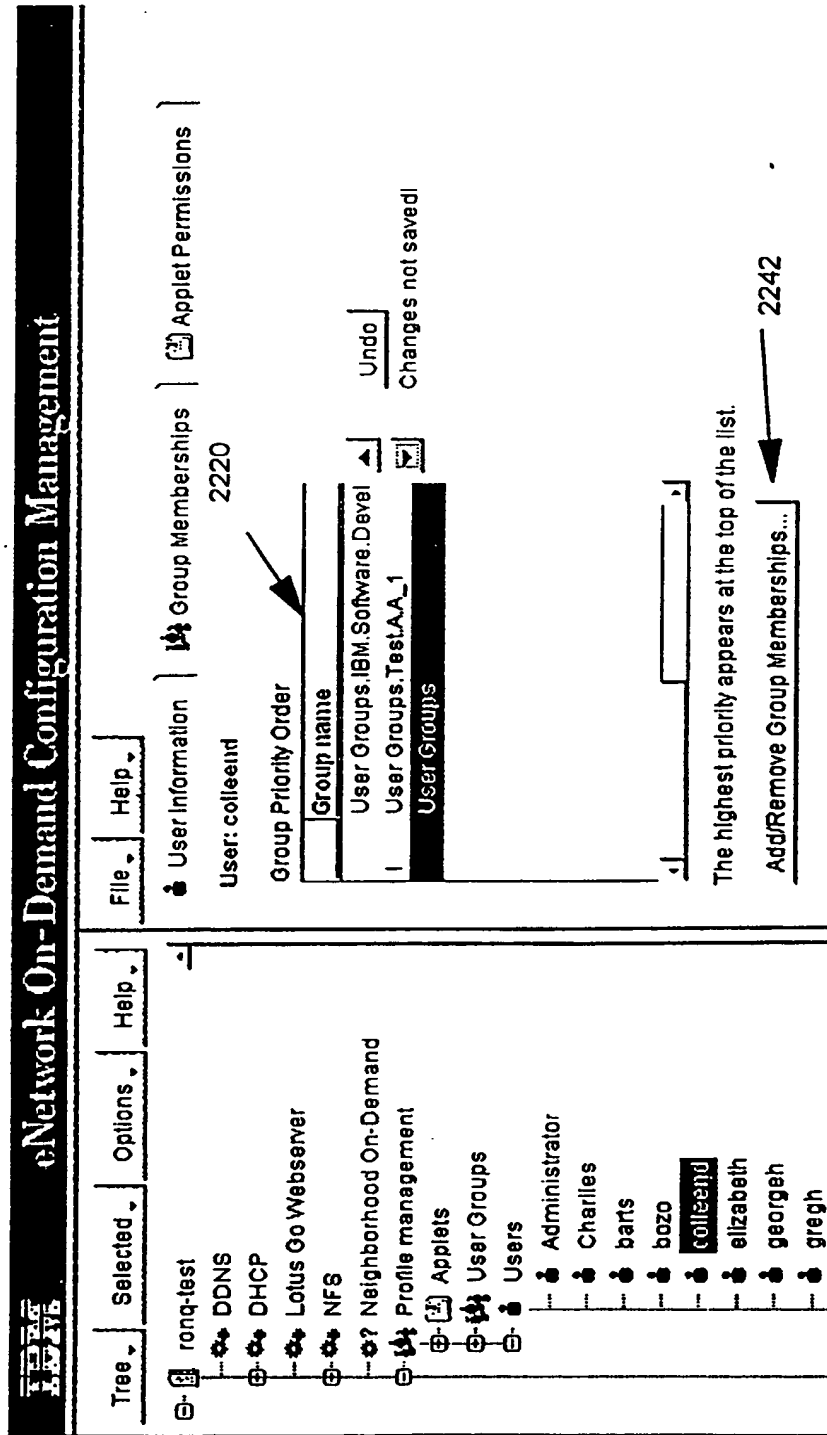 IBM eNetwork On-Demand Configuration Management
Tree Selected Options Help
ronq-test
DDNS
DHCP
Lotus Go Webserver
NFS
Neighborhood On-Demand
Profile management
Applets
User Groups
Users
Administrator
Charlies
barts
bozo
colleend
elizabeth
georgeh
gregh
File Help
User Information Group Memberships Applet Permissions
User: colleend
2220
Group Priority Order
Group name
User Groups.IBM.Software.Devel
User Groups.Test.A.A_1
User Groups
Undo
Changes not saved!
The highest priority appears at the top of the list.
Add/Remove Group Memberships...
2242